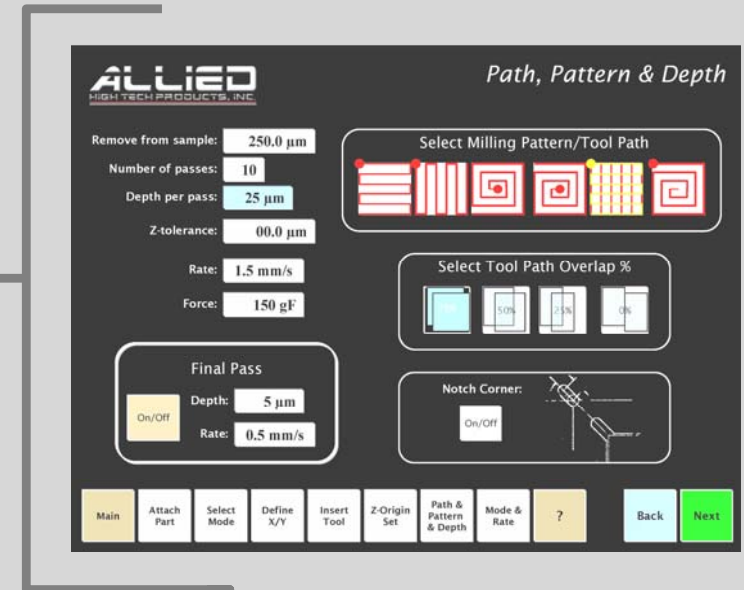 ALLIED
HIGH TECH PRODUCTS, INC.
Path, Pattern & Depth
Remove from sample: 250.0 µm
Number of passes: 10
Depth per pass: 25 µm
Z-tolerance: 00.0 µm
Rate: 1.5 mm/s
Force: 150 gF
Select Milling Pattern/Tool Path
Select Tool Path Overlap %
50%
25%
0%
Final Pass
On/Off
Depth: 5 µm
Rate: 0.5 mm/s
Notch Corner:
On/Off
Main
Attach
Part
Select
Mode
Define
X/Y
Insert
Tool
Z-Origin
Set
Path &
Pattern
& Depth
Mode &
Rate
?
Back
Next